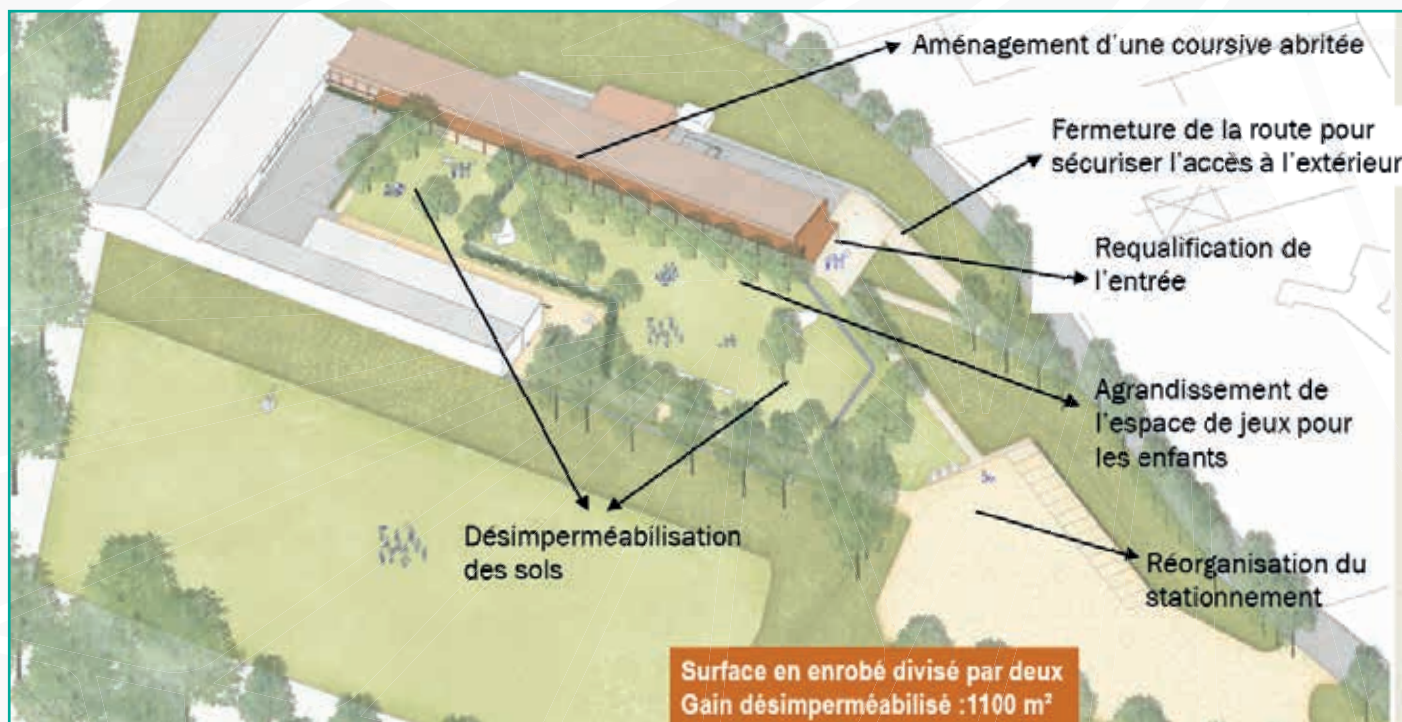 Aménagement d'une coursive abritée
Fermeture de la route pour
sécuriser l'accès à l'extérieur
Requalification de
l'entrée
Agrandissement de
l'espace de jeux pour
les enfants
Désimperméabilisation
des sols
Réorganisation du
stationnement
Surface en enrobé divisé par deux
Gain désimperméabilisé :1100 m²